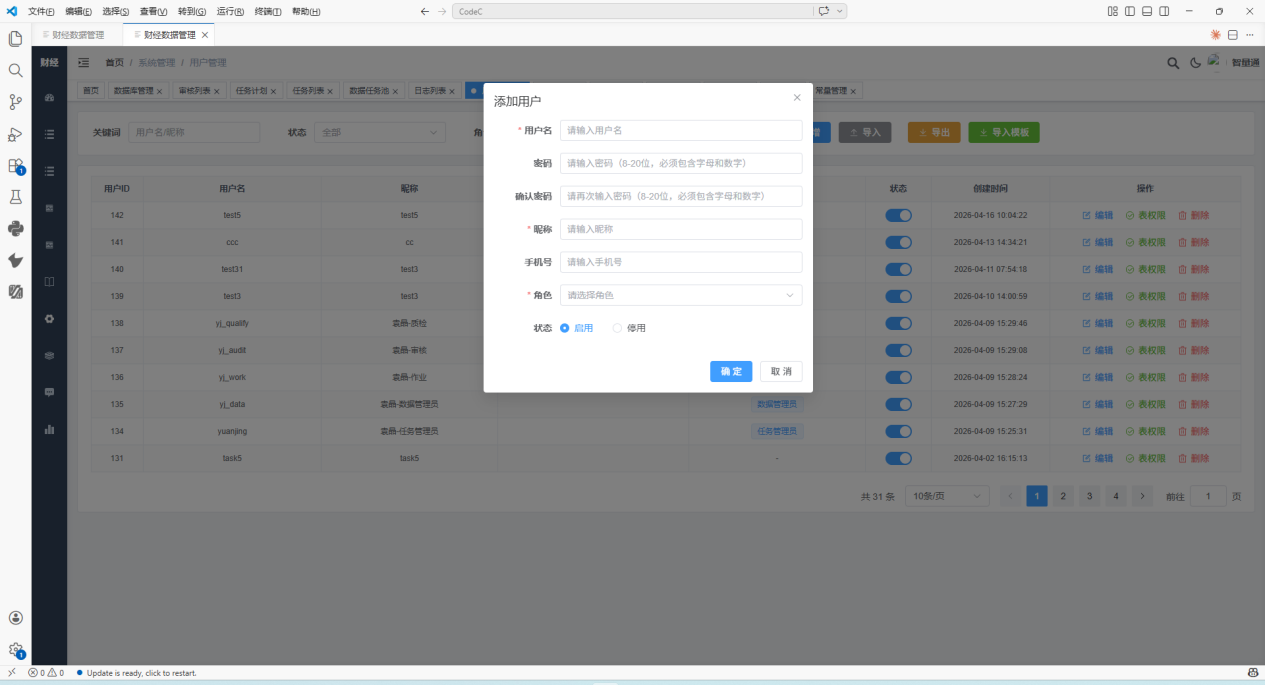 文件(F) 编辑(E) 选择(S) 查看(V) 转到(G) 运行(R) 终端(T) 帮助(H) CodeC
财经数据管理 财经数据管理
财经 首页 / 系统管理 / 用户管理 智量通
首页 数据库管理 审核列表 任务计划 任务列表 数据任务池 日志列表 常量管理
添加用户
关键词 用户名/昵称 状态 全部 角 增 导入 导出 导入模板
* 用户名 请输入用户名
密码 请输入密码(8-20位,必须包含字母和数字)
确认密码 请再次输入密码(8-20位,必须包含字母和数字)
* 昵称 请输入昵称
手机号 请输入手机号
* 角色 请选择角色
状态 启用 停用
确 定 取 消
用户ID 用户名 昵称 状态 创建时间 操作
142 test5 test5 2026-04-16 10:04:22 编辑 表权限 删除
141 ccc cc 2026-04-13 14:34:21 编辑 表权限 删除
140 test31 test3 2026-04-11 07:54:18 编辑 表权限 删除
139 test3 test3 2026-04-10 14:00:59 编辑 表权限 删除
138 yj_qualify 袁晶-质检 2026-04-09 15:29:46 编辑 表权限 删除
137 yj_audit 袁晶-审核 2026-04-09 15:29:08 编辑 表权限 删除
136 yj_work 袁晶-作业 2026-04-09 15:28:24 编辑 表权限 删除
135 yj_data 袁晶-数据管理员 数据管理员 2026-04-09 15:27:29 编辑 表权限 删除
134 yuanjing 袁晶-任务管理员 任务管理员 2026-04-09 15:25:31 编辑 表权限 删除
131 task5 task5 - 2026-04-02 16:15:13 编辑 表权限 删除
共 31 条 10条/页 1 2 3 4 前往 1 页
0 0 Update is ready, click to restart.